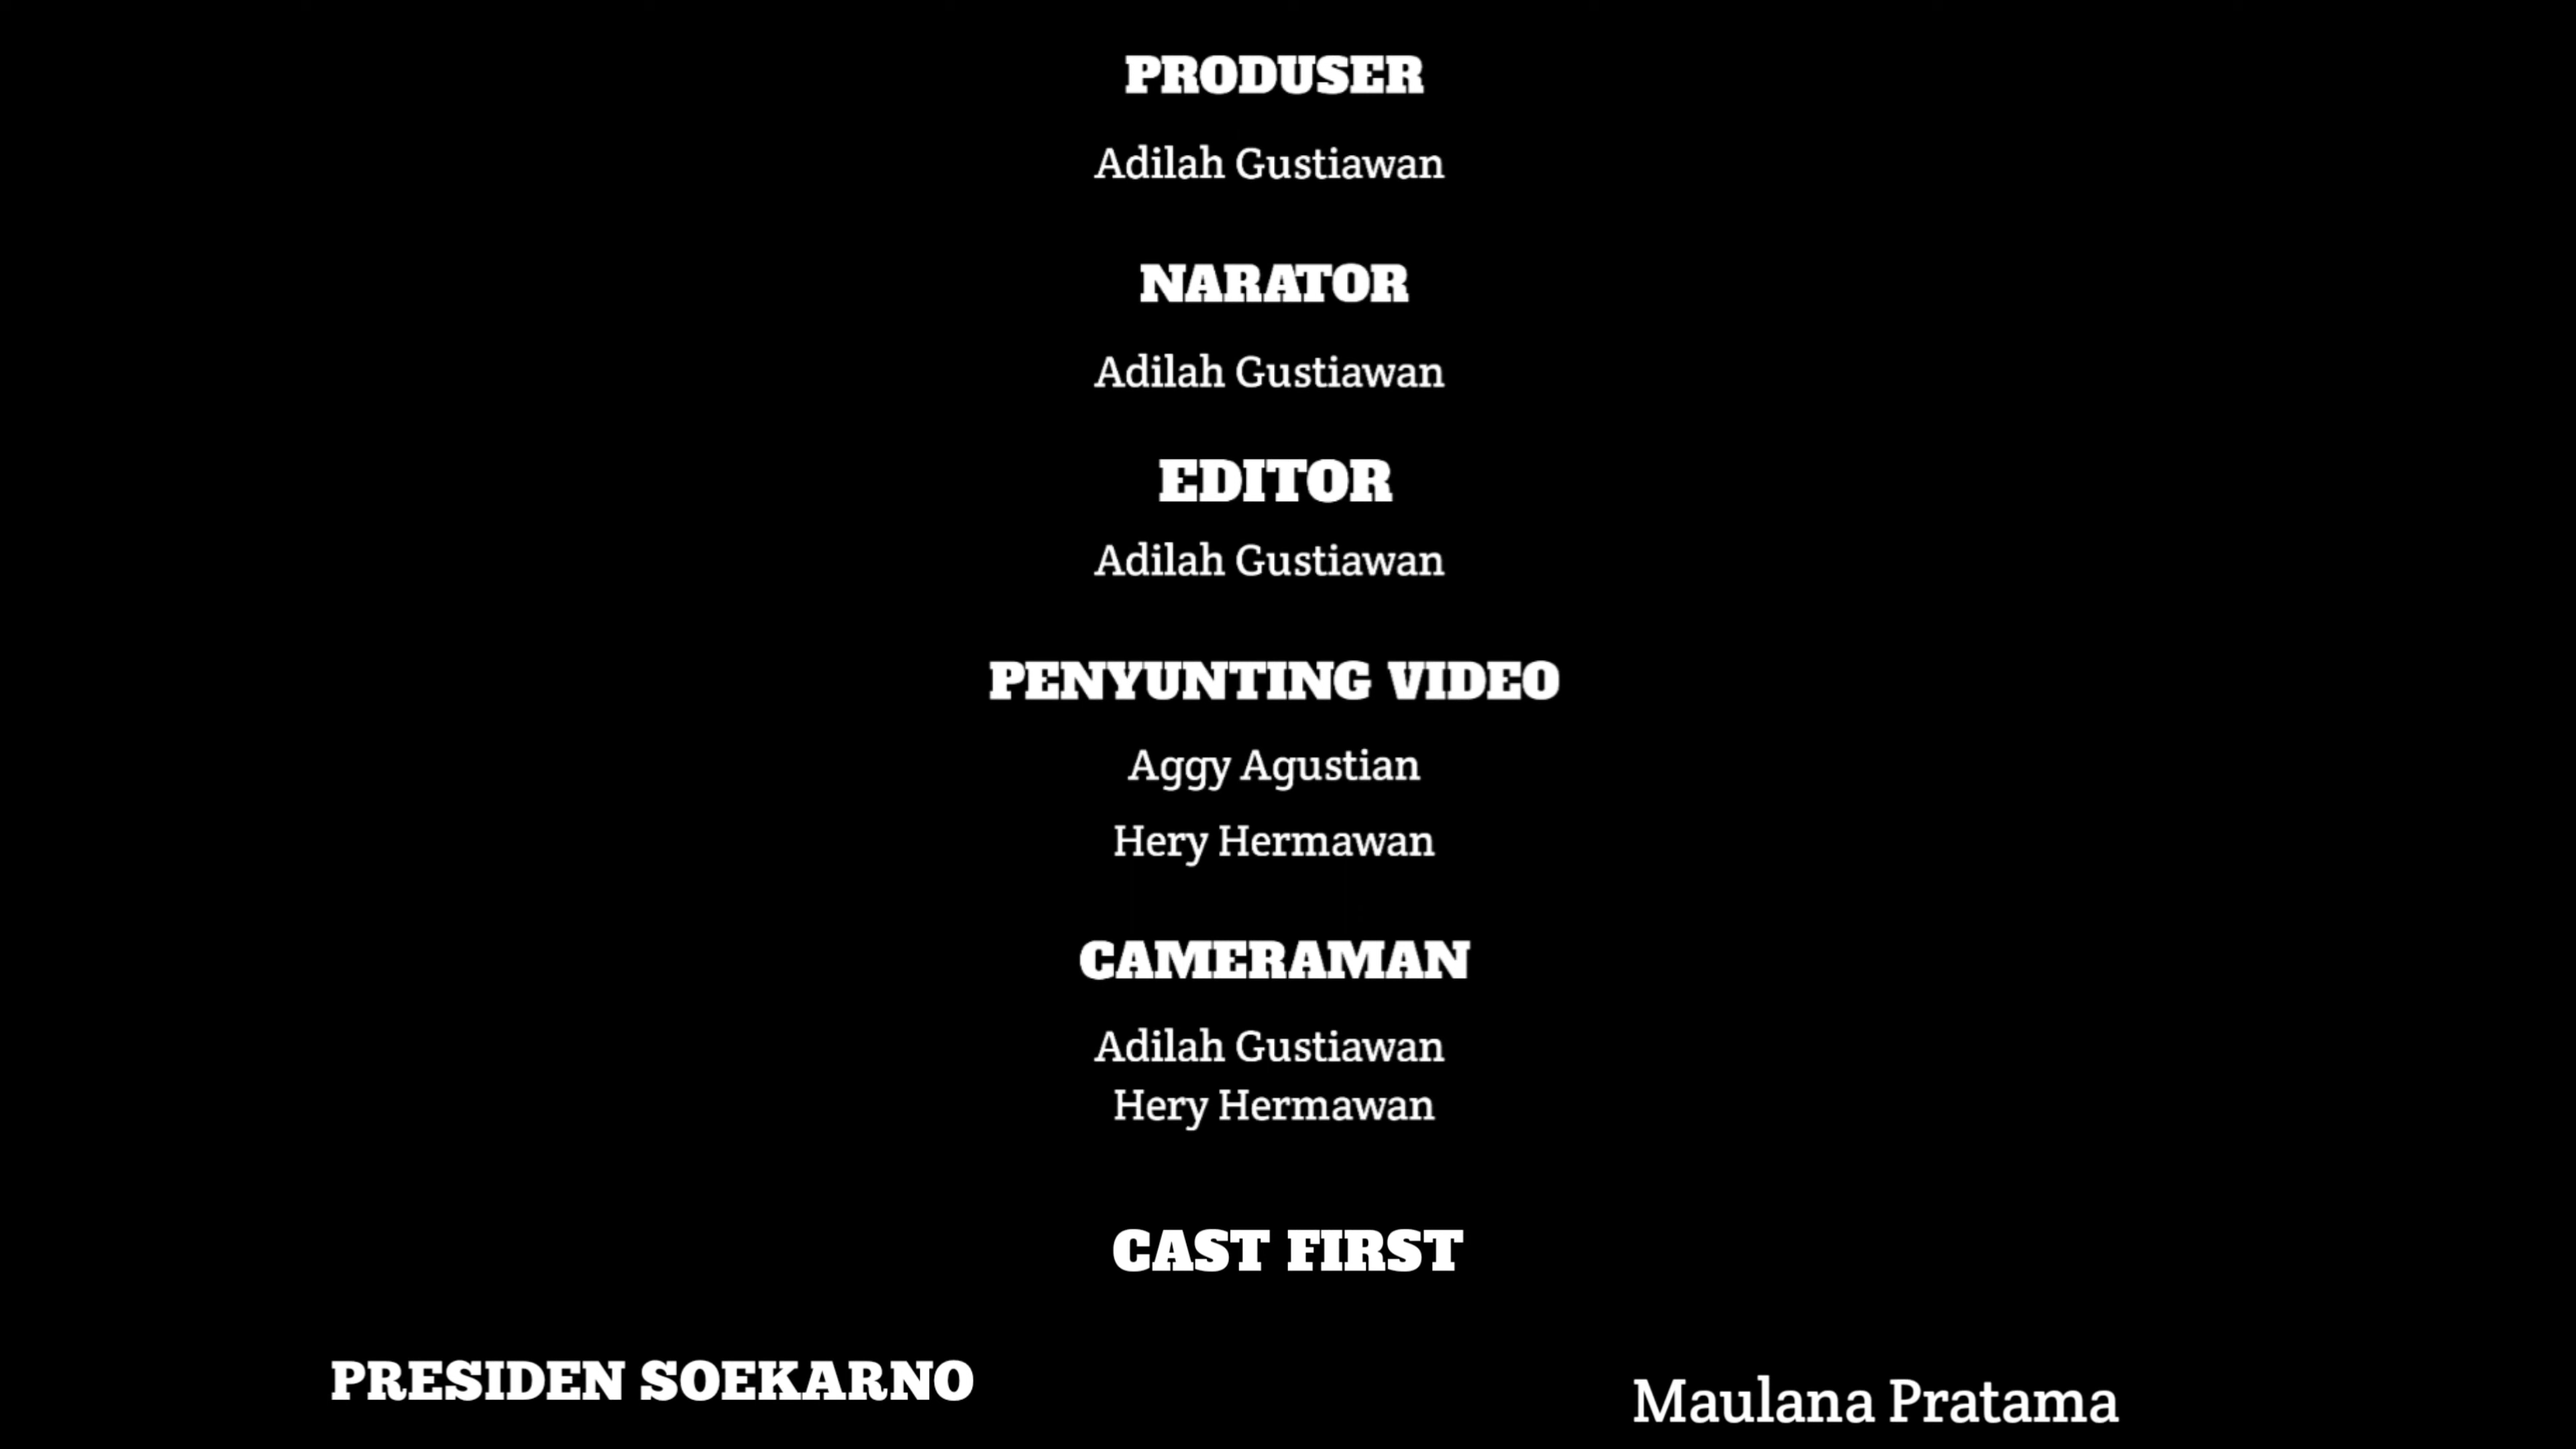 PRODUSER
Adilah Gustiawan
NARATOR
Adilah Gustiawan
EDITOR
Adilah Gustiawan
PENYUNTING VIDEO
Aggy Agustian
Hery Hermawan
CAMERAMAN
Adilah Gustiawan
Hery Hermawan
CAST FIRST
PRESIDEN SOEKARNO
Maulana Pratama